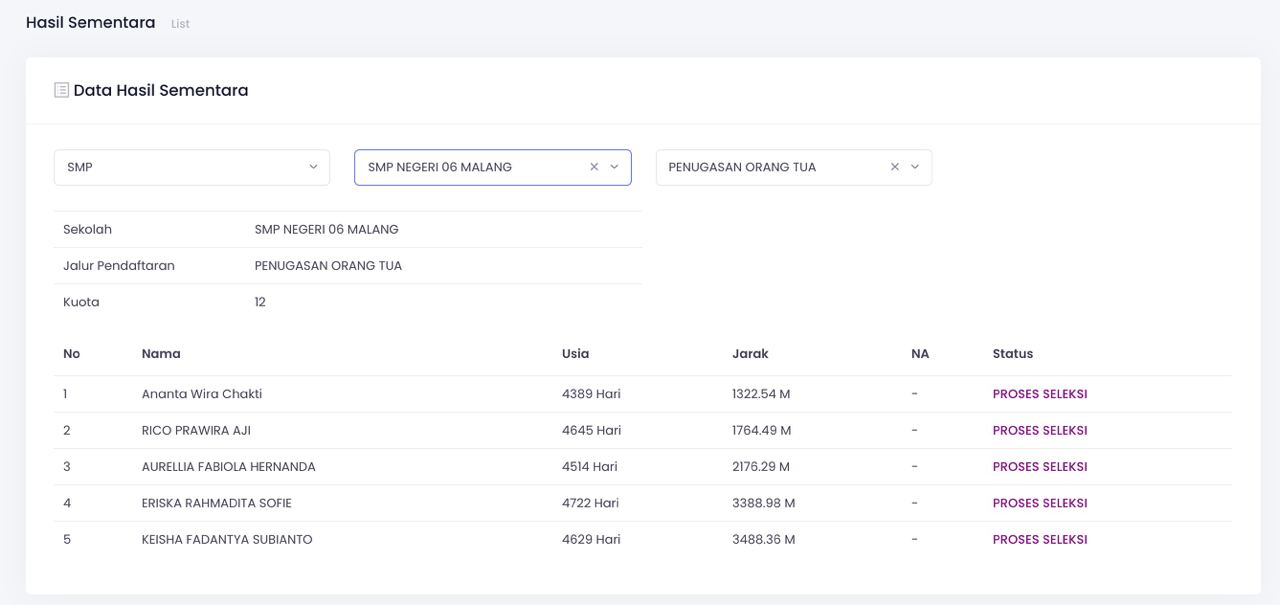 Hasil Sementara List
Data Hasil Sementara
SMP SMP NEGERI 06 MALANG PENUGASAN ORANG TUA
Sekolah SMP NEGERI 06 MALANG
Jalur Pendaftaran PENUGASAN ORANG TUA
Kuota 12
No Nama Usia Jarak NA Status
1 Ananta Wira Chakti 4389 Hari 1322.54 M - PROSES SELEKSI
2 RICO PRAWIRA AJI 4645 Hari 1764.49 M - PROSES SELEKSI
3 AURELLIA FABIOLA HERNANDA 4514 Hari 2176.29 M - PROSES SELEKSI
4 ERISKA RAHMADITA SOFIE 4722 Hari 3388.98 M - PROSES SELEKSI
5 KEISHA FADANTYA SUBIANTO 4629 Hari 3488.36 M - PROSES SELEKSI